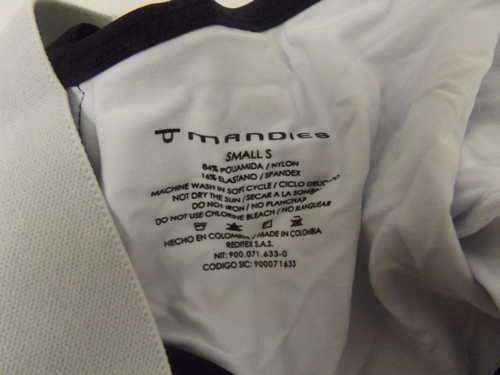 MANDIES
SMALL S
84% POLIAMIDA / NYLON
16% ELASTANO / SPANDEX
MACHINE WASH IN SOFT CYCLE / CICLO DELICADO
NOT DRY THE SUN / SECAR A LA SOMBRA
DO NOT IRON / NO PLANCHAR
DO NOT USE CHLORINE BLEACH / NO BLANQUEAR
HECHO EN COLOMBIA / MADE IN COLOMBIA
REDITEX S.A.S.
NIT: 900.071.633-0
CODIGO SIC: 900071633